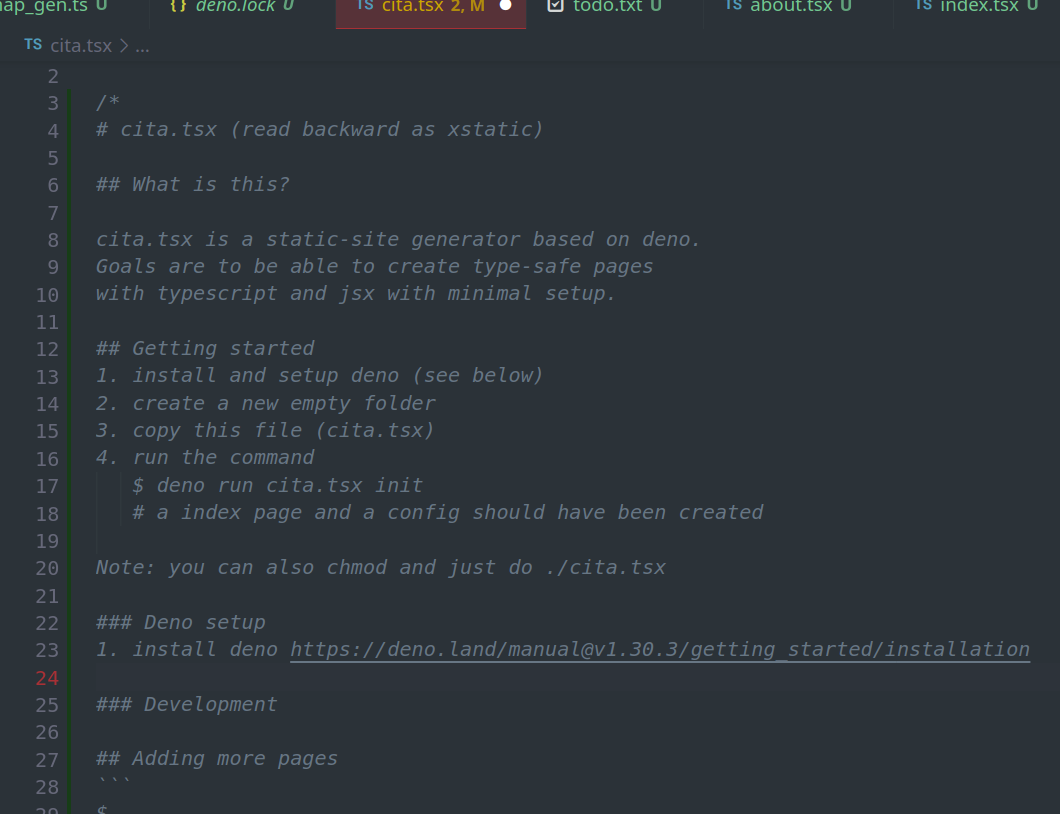 ap_gen.ts U {} deno.lock U TS cita.tsx 2, M ● todo.txt U TS about.tsx U TS index.tsx U
TS cita.tsx > ...
2
3 /*
4 # cita.tsx (read backward as xstatic)
5
6 ## What is this?
7
8 cita.tsx is a static-site generator based on deno.
9 Goals are to be able to create type-safe pages
10 with typescript and jsx with minimal setup.
11
12 ## Getting started
13 1. install and setup deno (see below)
14 2. create a new empty folder
15 3. copy this file (cita.tsx)
16 4. run the command
17 $ deno run cita.tsx init
18 # a index page and a config should have been created
19
20 Note: you can also chmod and just do ./cita.tsx
21
22 ### Deno setup
23 1. install deno https://deno.land/manual@v1.30.3/getting_started/installation
24
25 ### Development
26
27 ## Adding more pages
28 ```
29 $